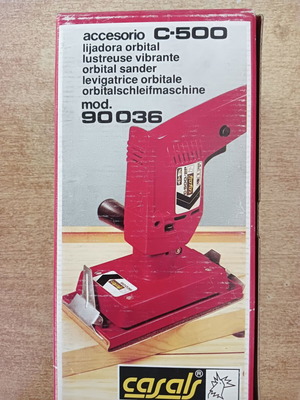 accesorio C-500
lijadora orbital
lustreuse vibrante
orbital sander
levigatrice orbitale
orbitalschleifmaschine
mod.
90036
casals®